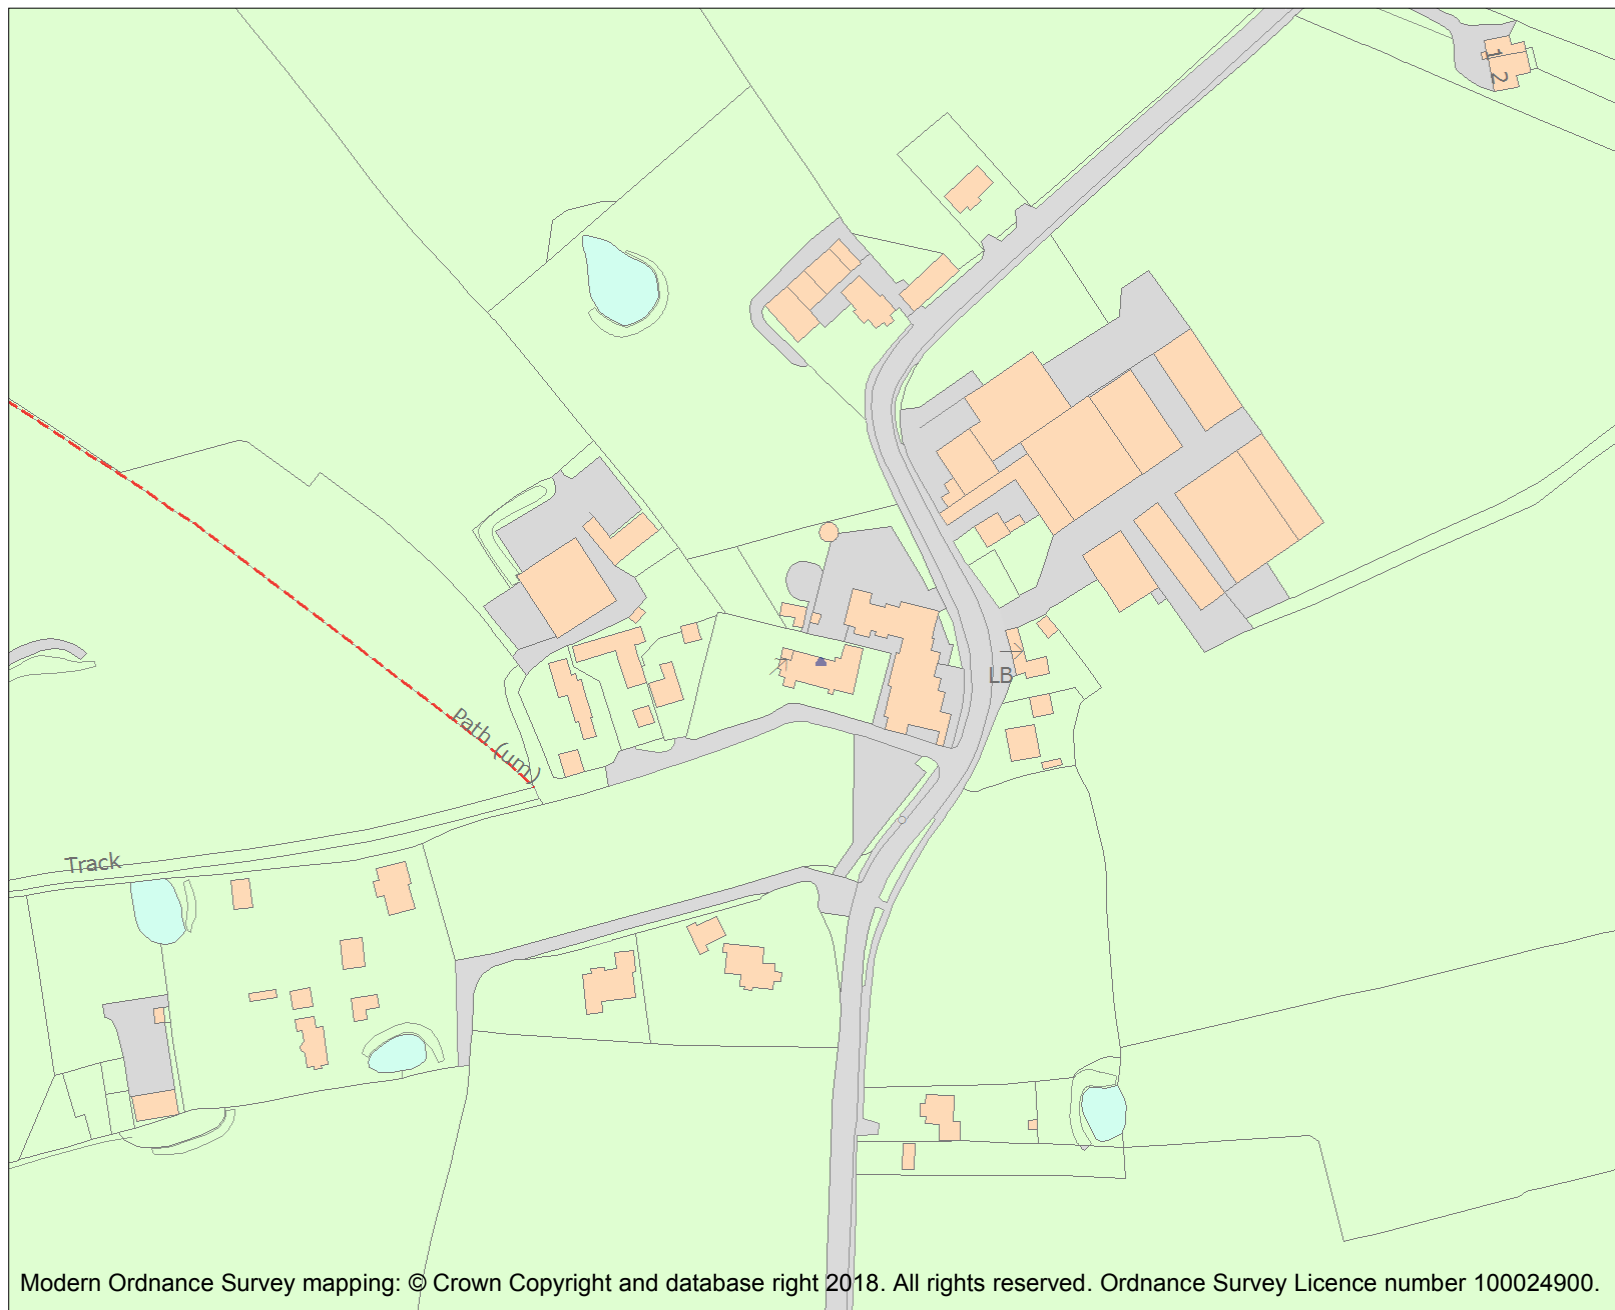 1
2
LB
Path (um)
Track
Modern Ordnance Survey mapping: © Crown Copyright and database right 2018. All rights reserved. Ordnance Survey Licence number 100024900.